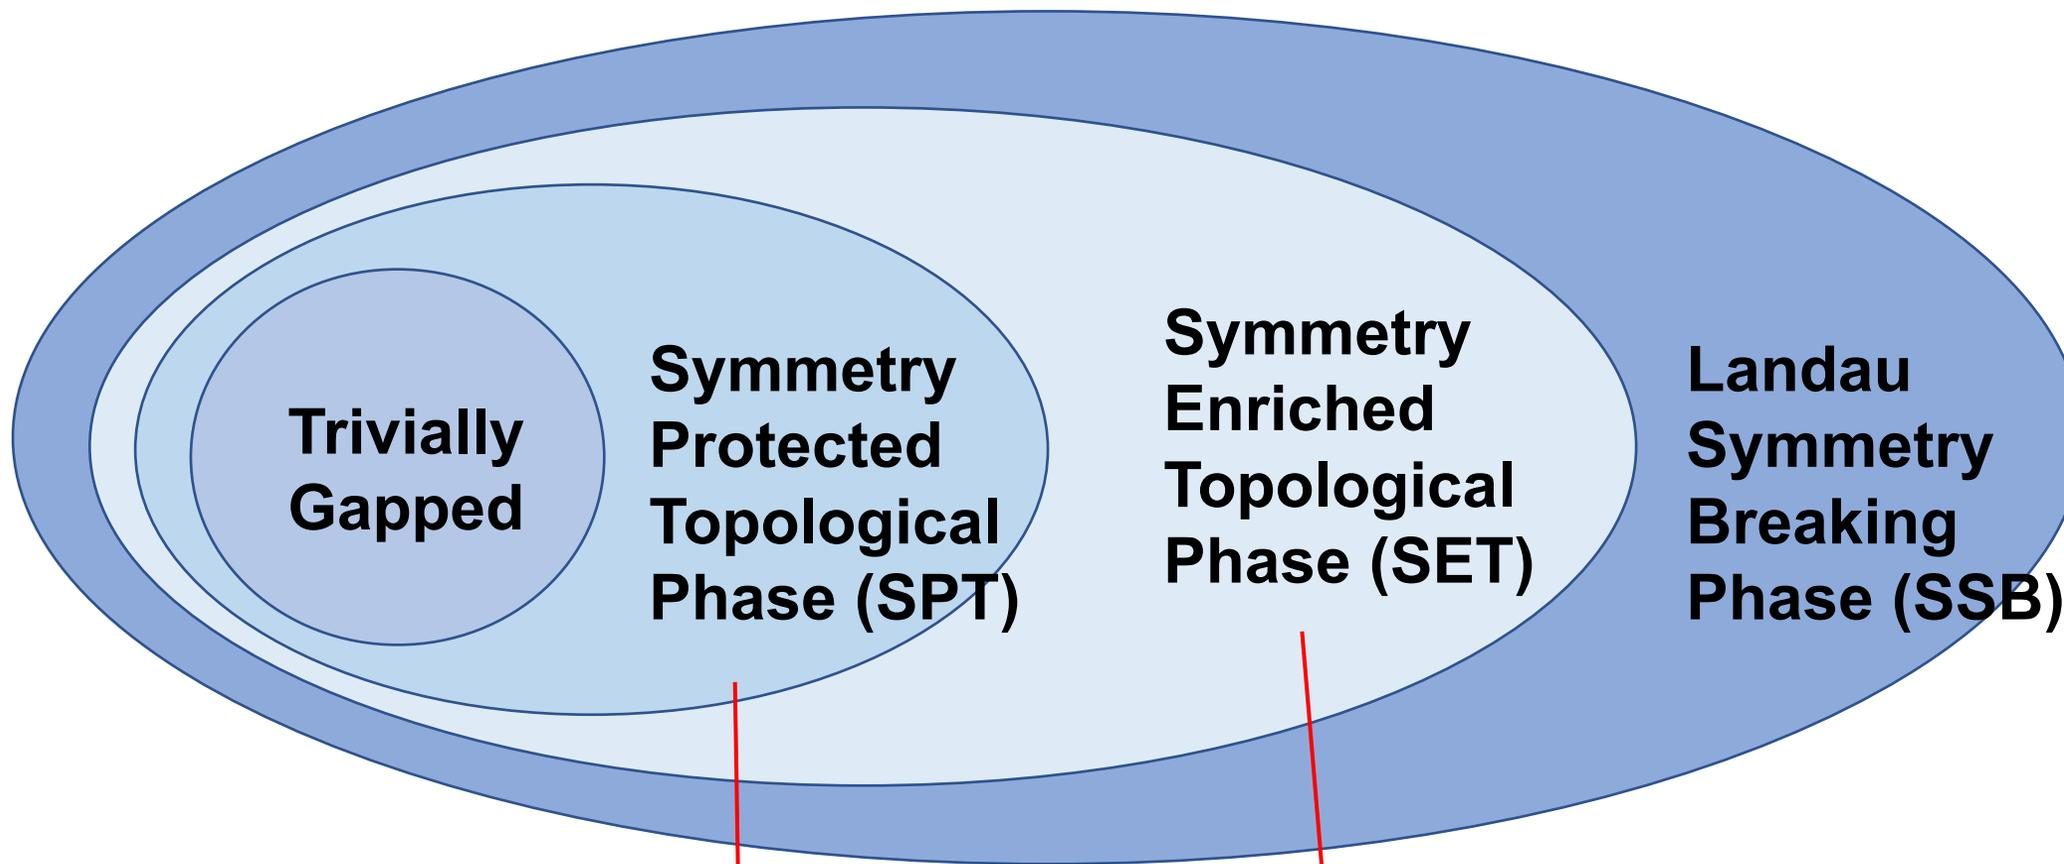 Trivially
Gapped
Symmetry
Protected
Topological
Phase (SPT)
Symmetry
Enriched
Topological
Phase (SET)
Landau
Symmetry
Breaking
Phase (SSB)